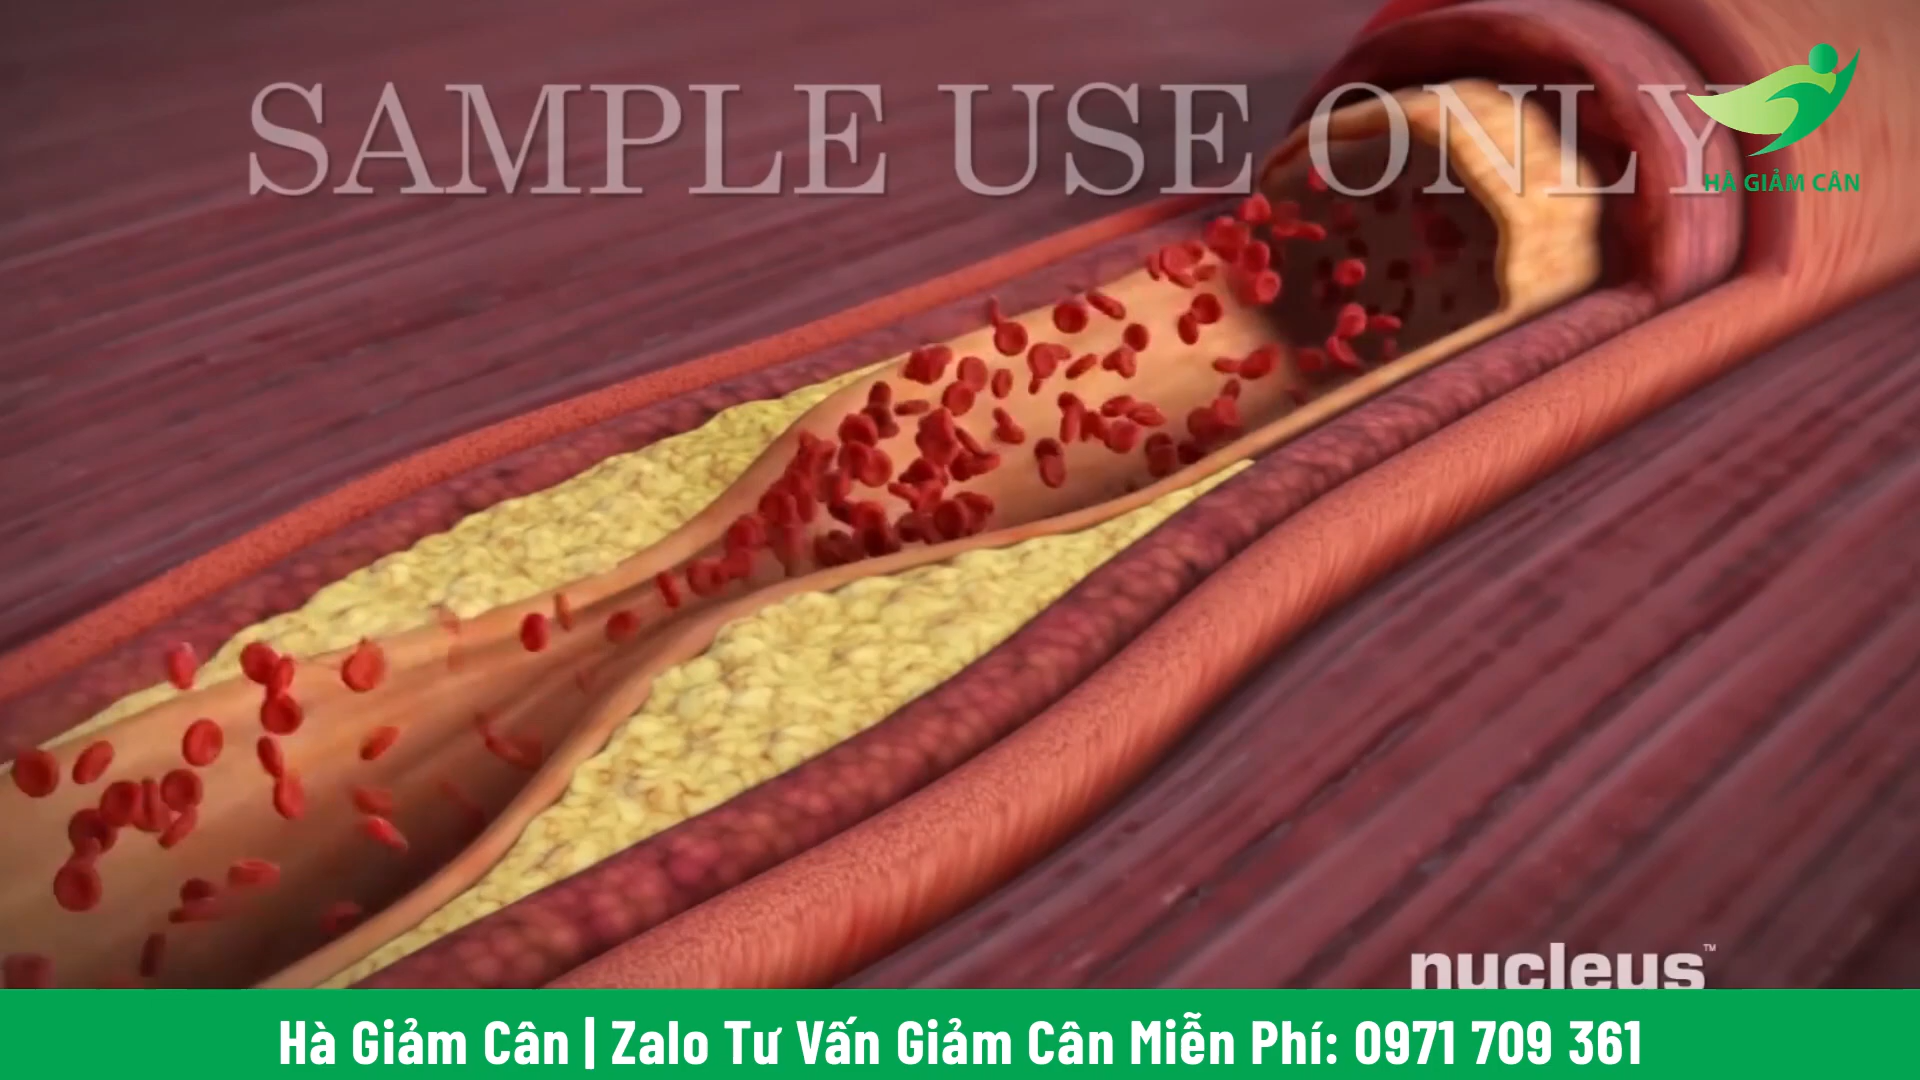 SAMPLE USE ONLY
HÀ GIẢM CÂN
nucleus™
Hà Giảm Cân | Zalo Tư Vấn Giảm Cân Miễn Phí: 0971 709 361